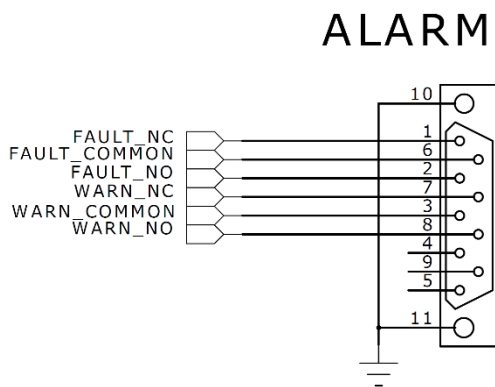 ALARM
10
FAULT_NC 1
FAULT_COMMON 6
FAULT_NO 2
WARN_NC 7
WARN_COMMON 3
WARN_NO 8
4
9
5
11